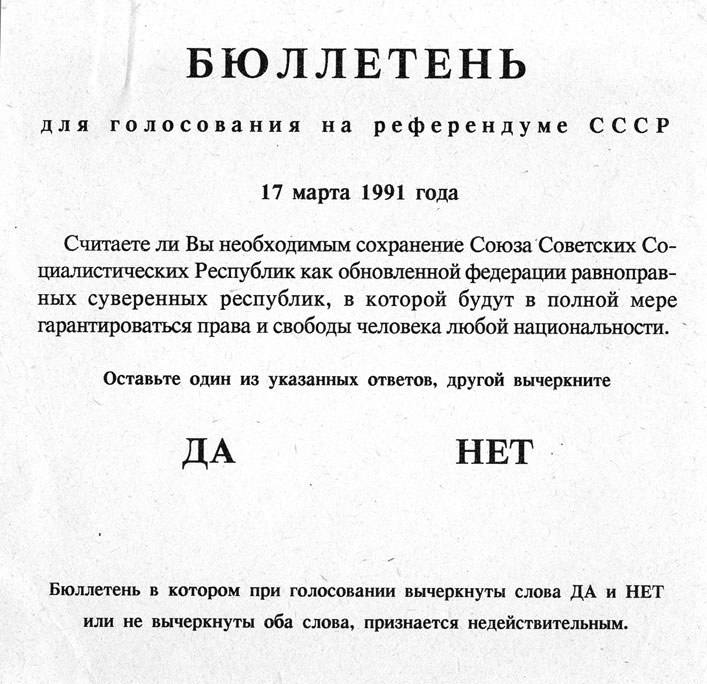 БЮЛЛЕТЕНЬ
для голосования на референдуме СССР
17 марта 1991 года
Считаете ли Вы необходимым сохранение Союза Советских Со-
циалистических Республик как обновленной федерации равноправ-
ных суверенных республик, в которой будут в полной мере
гарантироваться права и свободы человека любой национальности.
Оставьте один из указанных ответов, другой вычеркните
ДА НЕТ
Бюллетень в котором при голосовании вычеркнуты слова ДА и НЕТ
или не вычеркнуты оба слова, признается недействительным.